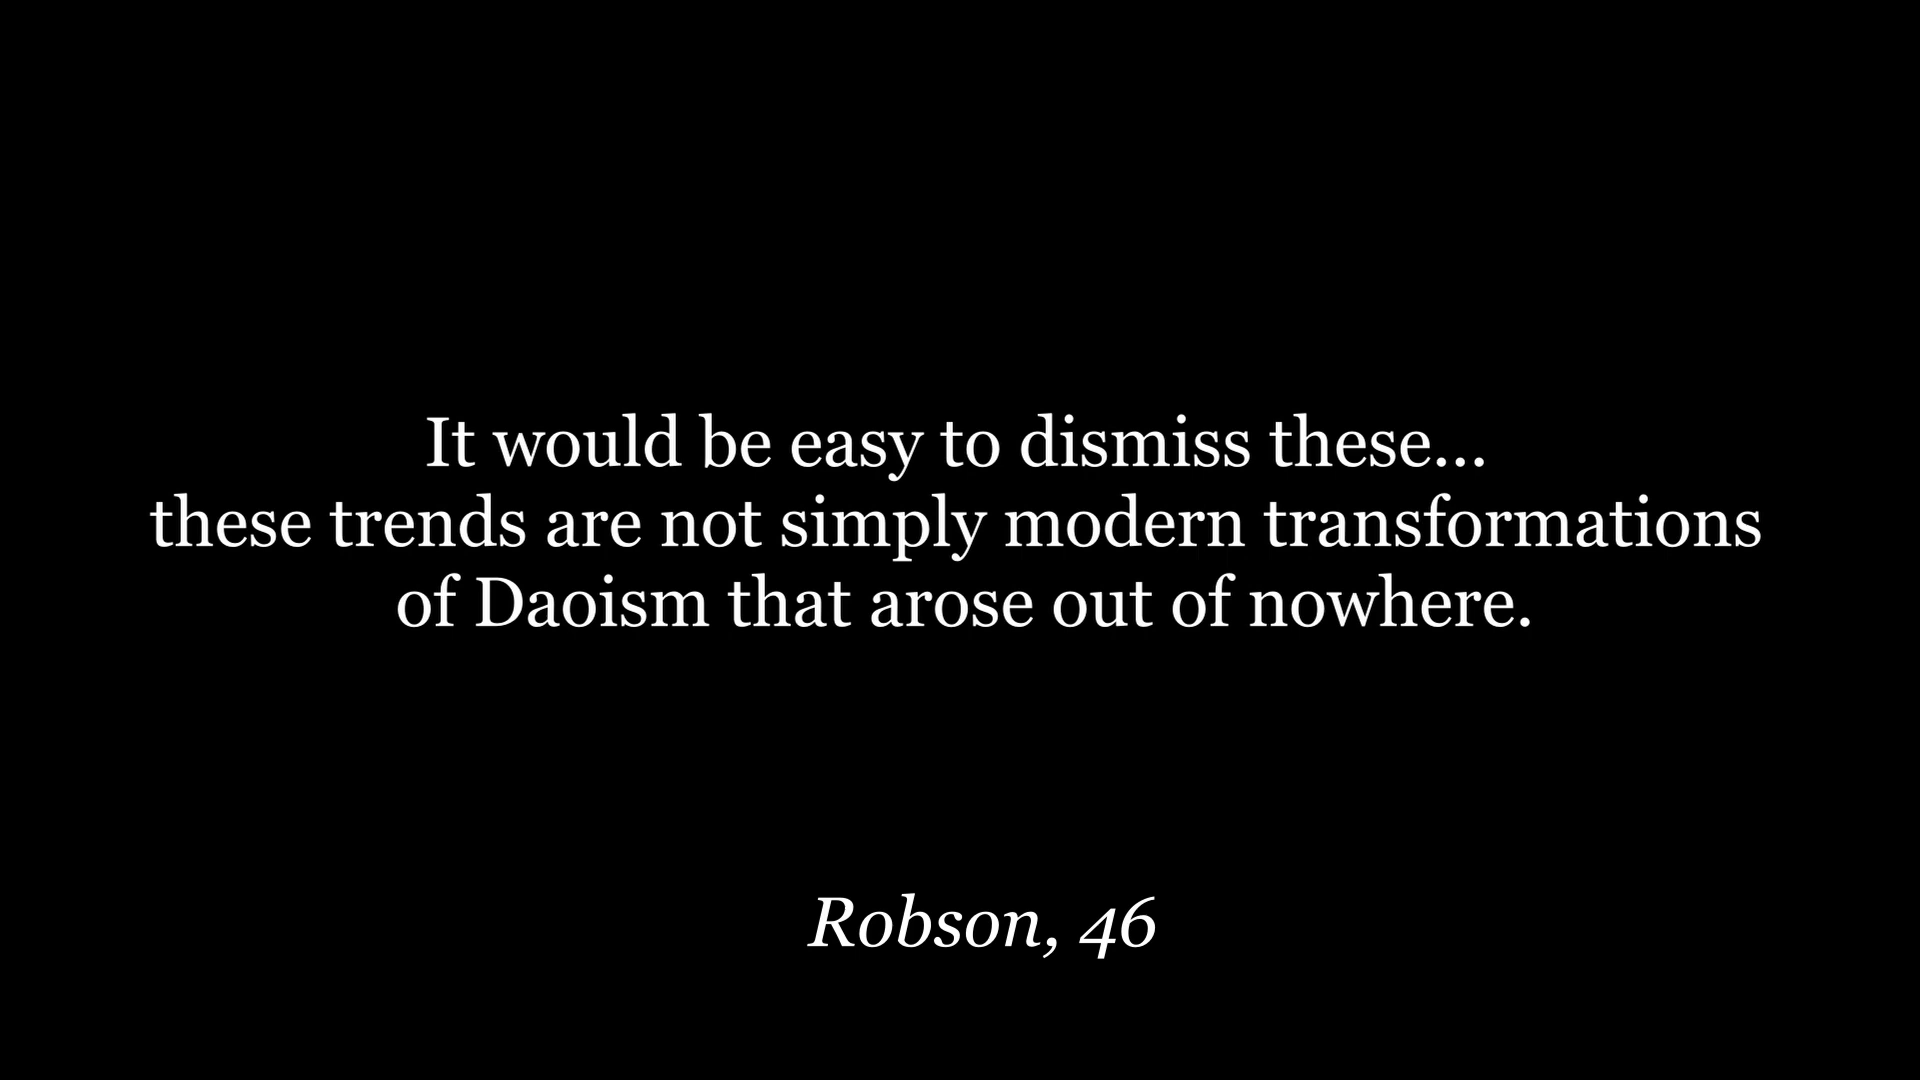 It would be easy to dismiss these...
these trends are not simply modern transformations
of Daoism that arose out of nowhere.
Robson, 46